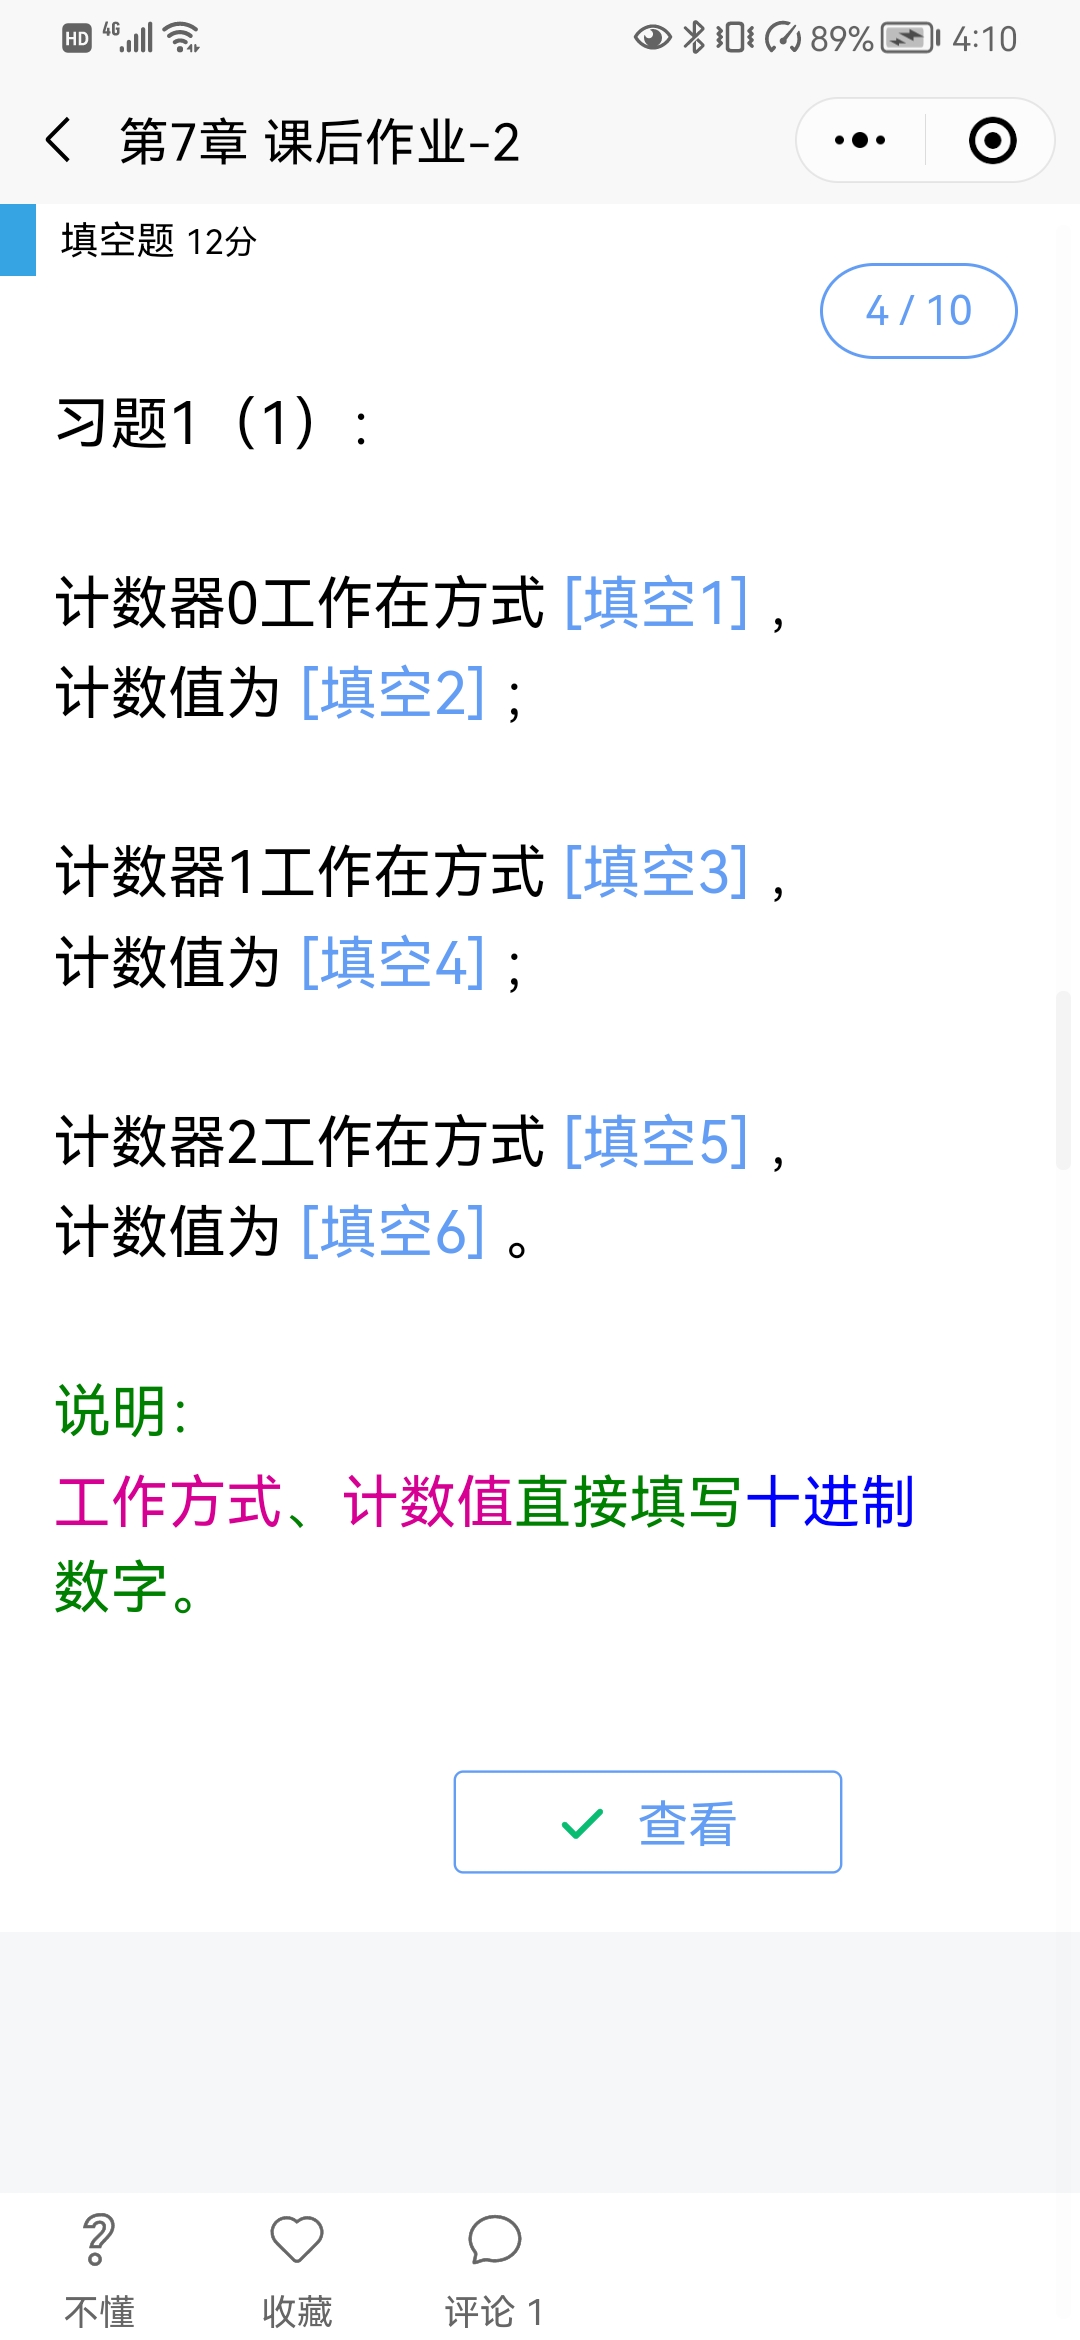 HD 4G 89% 4:10
第7章 课后作业-2
填空题 12分
4 / 10
习题1（1）:
计数器0工作在方式 [填空1] ,
计数值为 [填空2] ;
计数器1工作在方式 [填空3] ,
计数值为 [填空4] ;
计数器2工作在方式 [填空5] ,
计数值为 [填空6] 。
说明:
工作方式、计数值直接填写十进制
数字。
查看
不懂 收藏 评论 1